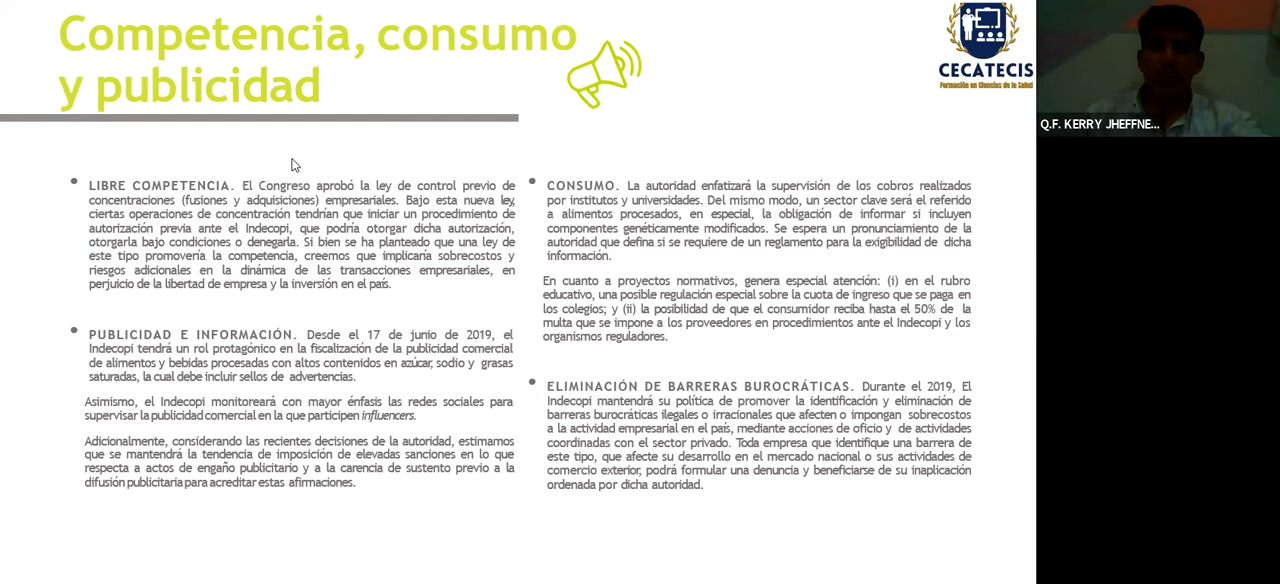 Competencia, consumo
y publicidad
CECATECIS
Formación en Ciencias de la Salud
Q.F. KERRY JHEFFNE...
• LIBRE COMPETENCIA. El Congreso aprobó la ley de control previo de
concentraciones (fusiones y adquisiciones) empresariales. Bajo esta nueva ley,
ciertas operaciones de concentración tendrían que iniciar un procedimiento de
autorización previa ante el Indecopi, que podría otorgar dicha autorización,
otorgarla bajo condiciones o denegarla. Si bien se ha planteado que una ley de
este tipo promovería la competencia, creemos que implicaría sobrecostos y
riesgos adicionales en la dinámica de las transacciones empresariales, en
perjuicio de la libertad de empresa y la inversión en el país.
• PUBLICIDAD E INFORMACIÓN. Desde el 17 de junio de 2019, el
Indecopi tendrá un rol protagónico en la fiscalización de la publicidad comercial
de alimentos y bebidas procesadas con altos contenidos en azúcar, sodio y grasas
saturadas, la cual debe incluir sellos de advertencias.
Asimismo, el Indecopi monitoreará con mayor énfasis las redes sociales para
supervisar la publicidad comercial en la que participen influencers.
Adicionalmente, considerando las recientes decisiones de la autoridad, estimamos
que se mantendrá la tendencia de imposición de elevadas sanciones en lo que
respecta a actos de engaño publicitario y a la carencia de sustento previo a la
difusión publicitaria para acreditar estas afirmaciones.
• CONSUMO. La autoridad enfatizará la supervisión de los cobros realizados
por institutos y universidades. Del mismo modo, un sector clave será el referido
a alimentos procesados, en especial, la obligación de informar si incluyen
componentes genéticamente modificados. Se espera un pronunciamiento de la
autoridad que defina si se requiere de un reglamento para la exigibilidad de dicha
información.
En cuanto a proyectos normativos, genera especial atención: (i) en el rubro
educativo, una posible regulación especial sobre la cuota de ingreso que se paga en
los colegios; y (ii) la posibilidad de que el consumidor reciba hasta el 50% de la
multa que se impone a los proveedores en procedimientos ante el Indecopi y los
organismos reguladores.
• ELIMINACIÓN DE BARRERAS BUROCRÁTICAS. Durante el 2019, El
Indecopi mantendrá su política de promover la identificación y eliminación de
barreras burocráticas ilegales o irracionales que afecten o impongan sobrecostos
a la actividad empresarial en el país, mediante acciones de oficio y de actividades
coordinadas con el sector privado. Toda empresa que identifique una barrera de
este tipo, que afecte su desarrollo en el mercado nacional o sus actividades de
comercio exterior, podrá formular una denuncia y beneficiarse de su inaplicación
ordenada por dicha autoridad.